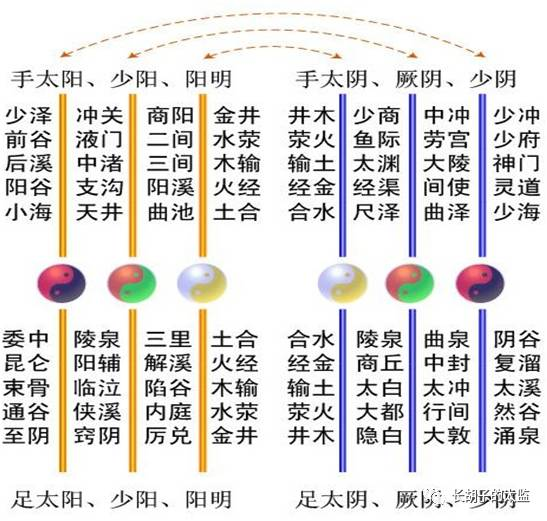 手太阳、少阳、阳明 手太阴、厥阴、少阴
少泽 冲关 商阳 金井 井木 少商 中冲 少冲
前谷 液门 二间 水荥 荥火 鱼际 劳宫 少府
后溪 中渚 三间 木输 输土 太渊 大陵 神门
阳谷 支沟 阳溪 火经 经金 经渠 间使 灵道
小海 天井 曲池 土合 合水 尺泽 曲泽 少海
委中 陵泉 三里 土合 合水 陵泉 曲泉 阴谷
昆仑 阳辅 解溪 火经 经金 商丘 中封 复溜
束骨 临泣 陷谷 木输 输土 太白 太冲 太溪
通谷 侠溪 内庭 水荥 荥火 大都 行间 然谷
至阴 窍阴 厉兑 金井 井木 隐白 大敦 涌泉
足太阳、少阳、阳明 足太阴、厥阴、少阴
长胡子的太监